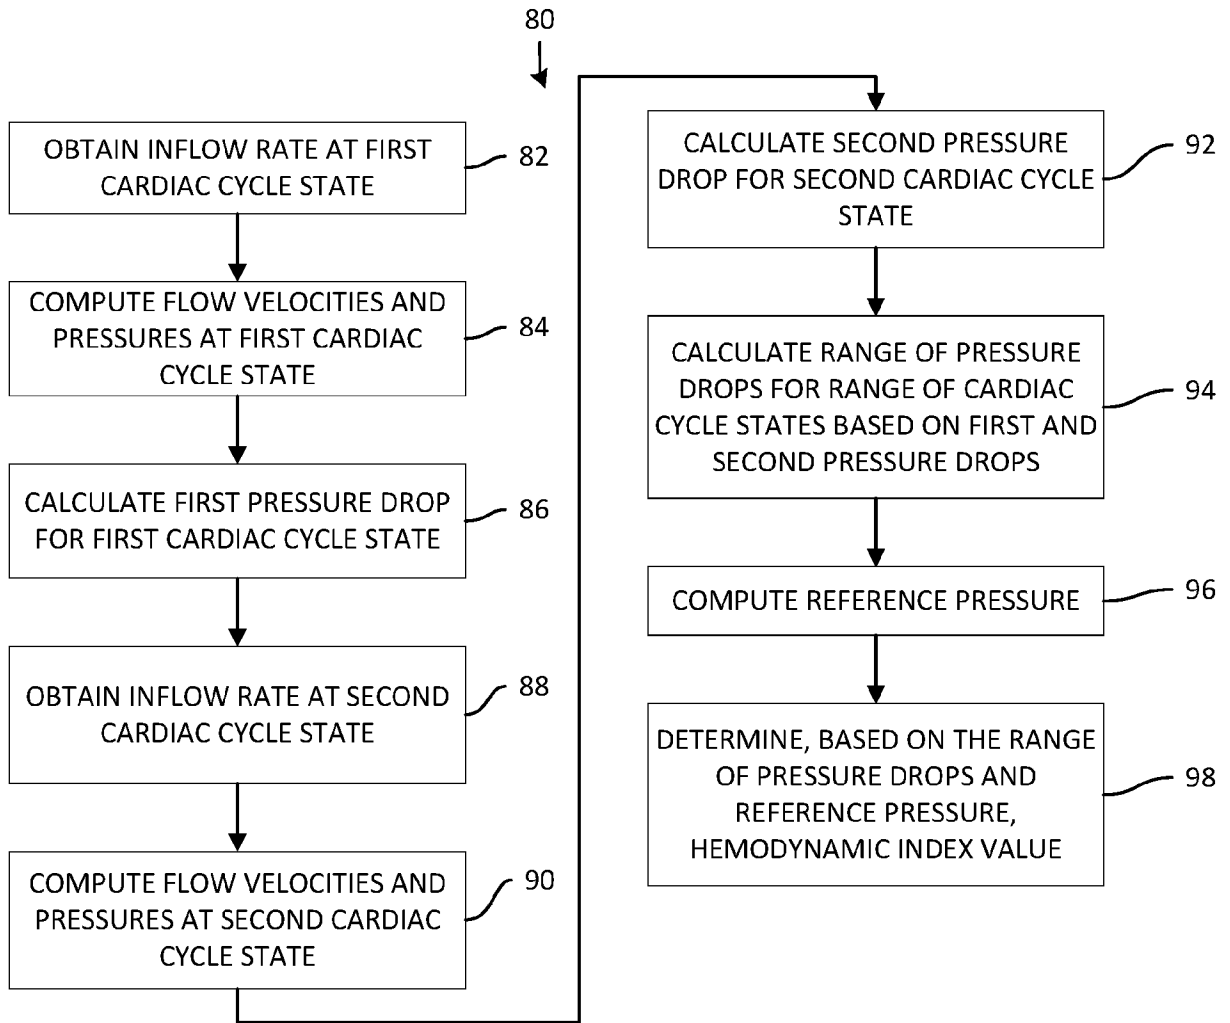 80
OBTAIN INFLOW RATE AT FIRST
CARDIAC CYCLE STATE
82
COMPUTE FLOW VELOCITIES AND
PRESSURES AT FIRST CARDIAC
CYCLE STATE
84
CALCULATE FIRST PRESSURE DROP
FOR FIRST CARDIAC CYCLE STATE
86
OBTAIN INFLOW RATE AT SECOND
CARDIAC CYCLE STATE
88
COMPUTE FLOW VELOCITIES AND
PRESSURES AT SECOND CARDIAC
CYCLE STATE
90
CALCULATE SECOND PRESSURE
DROP FOR SECOND CARDIAC CYCLE
STATE
92
CALCULATE RANGE OF PRESSURE
DROPS FOR RANGE OF CARDIAC
CYCLE STATES BASED ON FIRST AND
SECOND PRESSURE DROPS
94
COMPUTE REFERENCE PRESSURE
96
DETERMINE, BASED ON THE RANGE
OF PRESSURE DROPS AND
REFERENCE PRESSURE,
HEMODYNAMIC INDEX VALUE
98